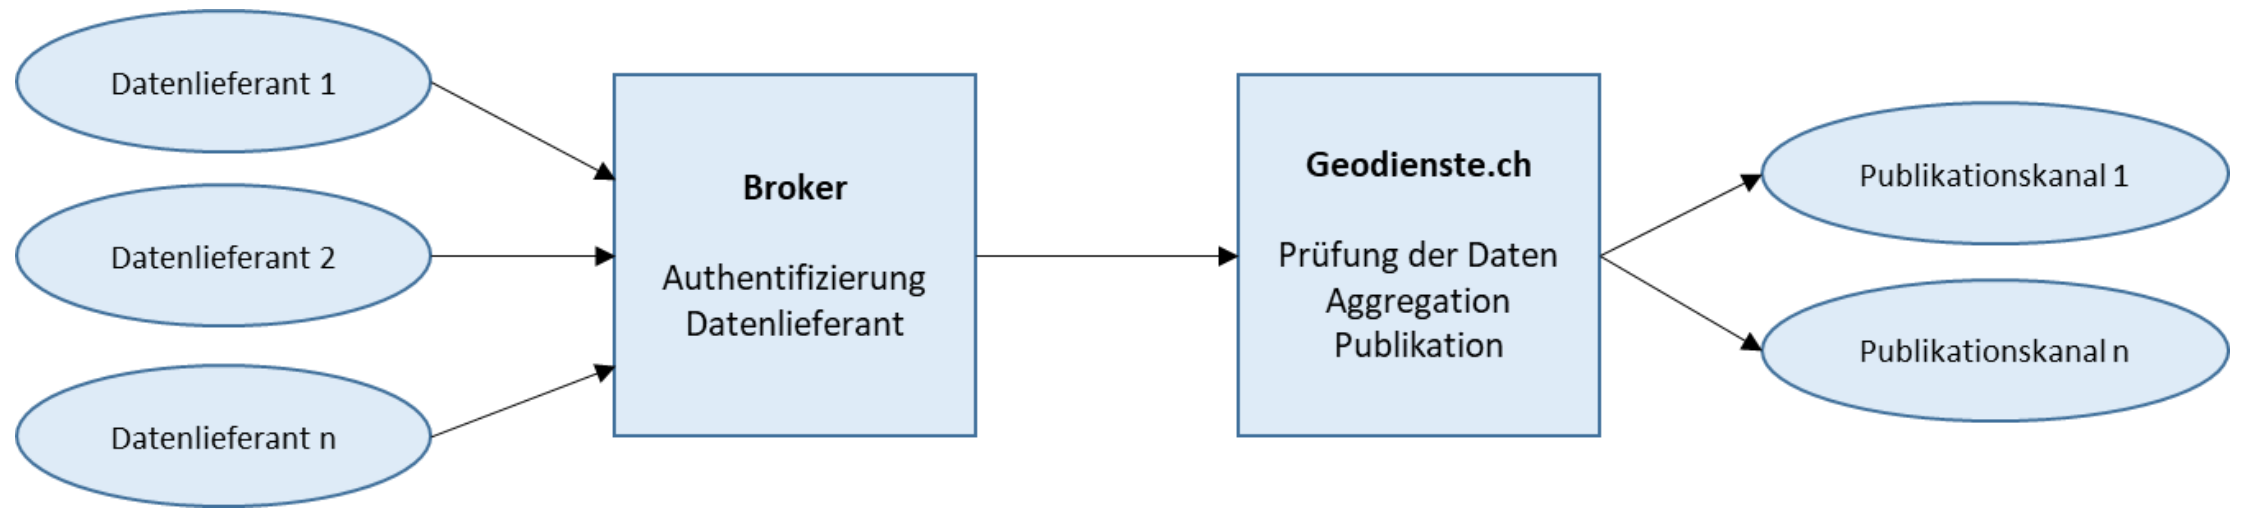 Datenlieferant 1
Datenlieferant 2
Datenlieferant n
Broker
Authentifizierung
Datenlieferant
Geodienste.ch
Prüfung der Daten
Aggregation
Publikation
Publikationskanal 1
Publikationskanal n